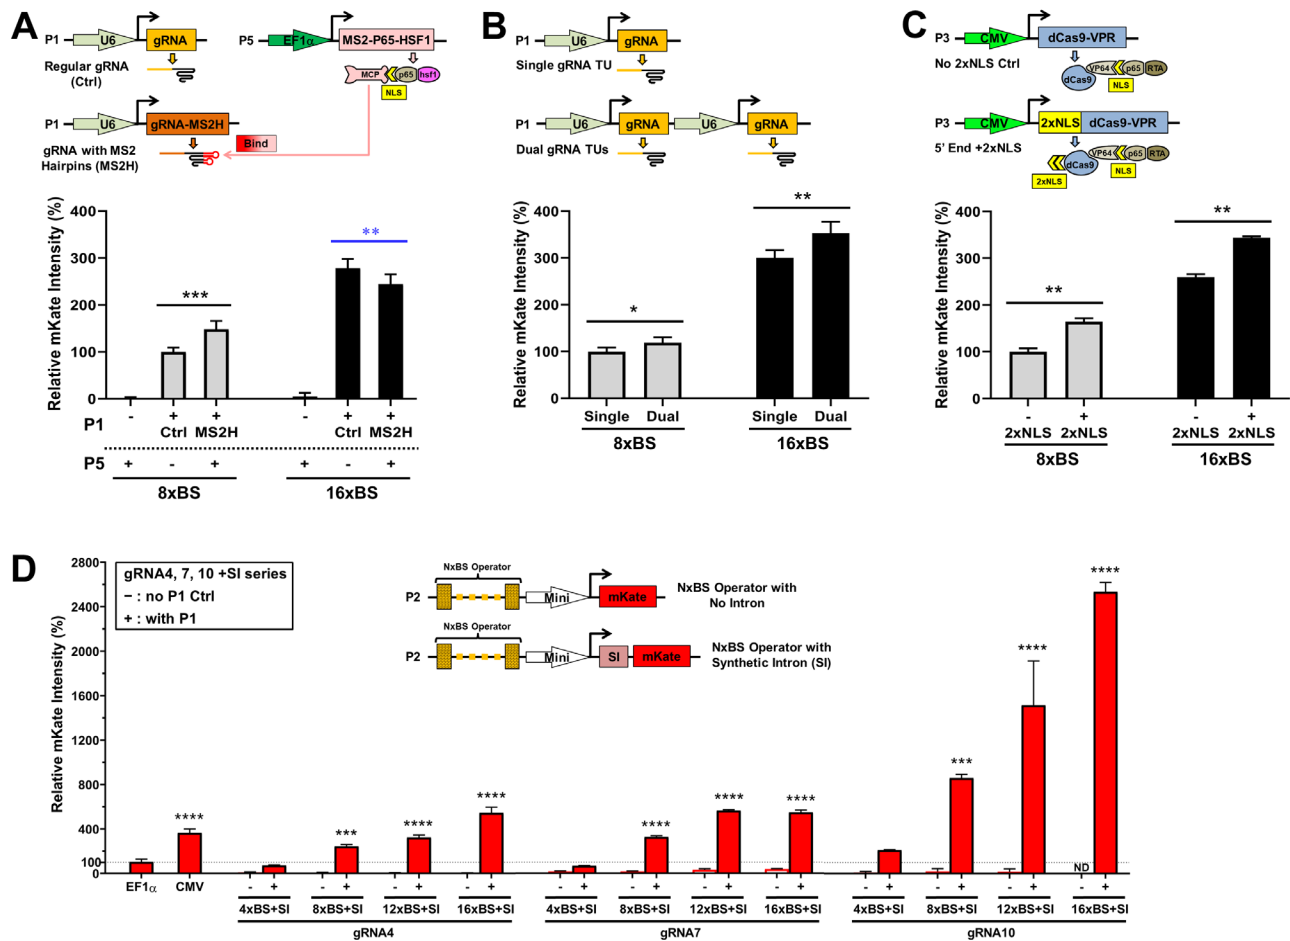 A
P1
U6
gRNA
Regular gRNA
(Ctrl)
P5
EF1α
MS2-P65-HSF1
MCP
p65
hsf1
NLS
P1
U6
gRNA-MS2H
gRNA with MS2
Hairpins (MS2H)
Bind
Relative mKate Intensity (%)
400
300
200
100
0
***
**
P1
- + + - + +
Ctrl MS2H Ctrl MS2H
P5
+ - + + - +
8xBS 16xBS
B
P1
U6
gRNA
Single gRNA TU
P1
U6
gRNA
U6
gRNA
Dual gRNA TUs
Relative mKate Intensity (%)
400
300
200
100
0
*
**
Single Dual Single Dual
8xBS 16xBS
C
P3
CMV
dCas9-VPR
No 2xNLS Ctrl
dCas9
VP64
p65
RTA
NLS
P3
CMV
2xNLS
dCas9-VPR
5' End +2xNLS
dCas9
VP64
p65
RTA
2xNLS
NLS
Relative mKate Intensity (%)
400
300
200
100
0
**
**
- + - +
2xNLS 2xNLS 2xNLS 2xNLS
8xBS 16xBS
D
Relative mKate Intensity (%)
2800
2400
2000
1600
1200
800
400
100
0
gRNA4, 7, 10 +SI series
− : no P1 Ctrl
+ : with P1
NxBS Operator
P2
Mini
mKate
NxBS Operator with
No Intron
NxBS Operator
P2
Mini
SI
mKate
NxBS Operator with
Synthetic Intron (SI)
**** *** **** **** **** **** **** *** **** ****
ND
EF1α CMV - + - + - + - + - + - + - + - + - + - + - + - +
4xBS+SI 8xBS+SI 12xBS+SI 16xBS+SI 4xBS+SI 8xBS+SI 12xBS+SI 16xBS+SI 4xBS+SI 8xBS+SI 12xBS+SI 16xBS+SI
gRNA4 gRNA7 gRNA10